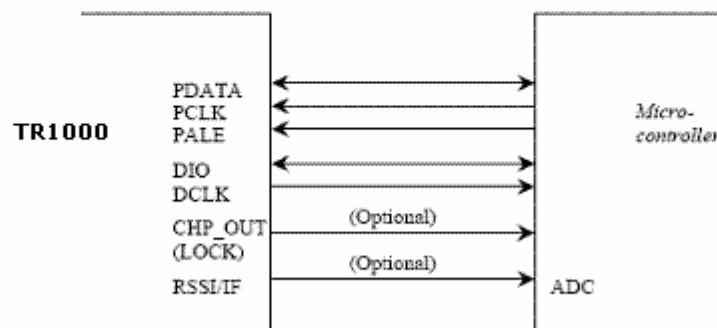 PDATA
PCLK
PALE
TR1000
Micro-
controller
DIO
DCLK
(Optional)
CHP_OUT
(LOCK)
(Optional)
RSSI/IF
ADC